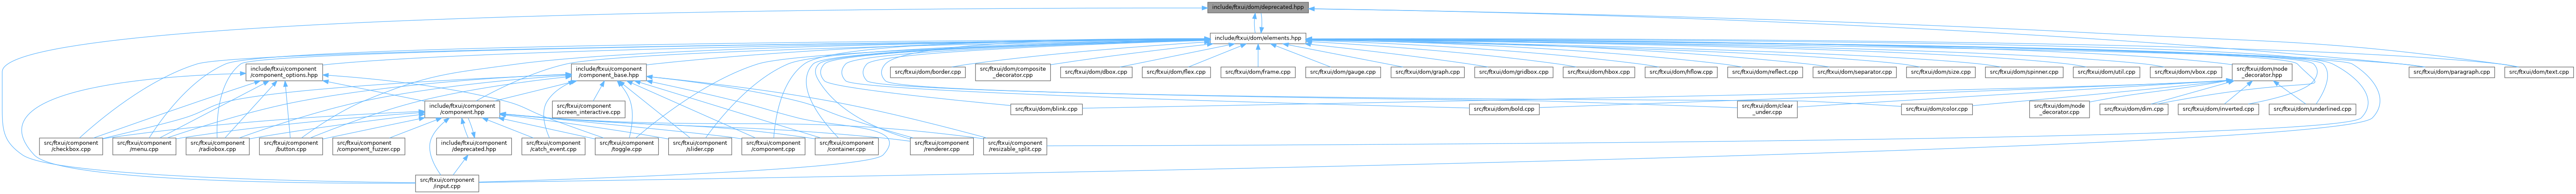 include/ftxui/dom/deprecated.hpp
include/ftxui/dom/elements.hpp
include/ftxui/component
/component_options.hpp
include/ftxui/component
/component_base.hpp
src/ftxui/dom/border.cpp
src/ftxui/dom/composite
_decorator.cpp
src/ftxui/dom/dbox.cpp
src/ftxui/dom/flex.cpp
src/ftxui/dom/frame.cpp
src/ftxui/dom/gauge.cpp
src/ftxui/dom/graph.cpp
src/ftxui/dom/gridbox.cpp
src/ftxui/dom/hbox.cpp
src/ftxui/dom/hflow.cpp
src/ftxui/dom/reflect.cpp
src/ftxui/dom/separator.cpp
src/ftxui/dom/size.cpp
src/ftxui/dom/spinner.cpp
src/ftxui/dom/util.cpp
src/ftxui/dom/vbox.cpp
src/ftxui/dom/node
_decorator.hpp
src/ftxui/dom/paragraph.cpp
src/ftxui/dom/text.cpp
include/ftxui/component
/component.hpp
src/ftxui/component
/screen_interactive.cpp
src/ftxui/dom/blink.cpp
src/ftxui/dom/bold.cpp
src/ftxui/dom/clear
_under.cpp
src/ftxui/dom/color.cpp
src/ftxui/dom/node
_decorator.cpp
src/ftxui/dom/dim.cpp
src/ftxui/dom/inverted.cpp
src/ftxui/dom/underlined.cpp
src/ftxui/component
/checkbox.cpp
src/ftxui/component
/menu.cpp
src/ftxui/component
/radiobox.cpp
src/ftxui/component
/button.cpp
src/ftxui/component
/component_fuzzer.cpp
include/ftxui/component
/deprecated.hpp
src/ftxui/component
/catch_event.cpp
src/ftxui/component
/toggle.cpp
src/ftxui/component
/slider.cpp
src/ftxui/component
/component.cpp
src/ftxui/component
/container.cpp
src/ftxui/component
/renderer.cpp
src/ftxui/component
/resizable_split.cpp
src/ftxui/component
/input.cpp